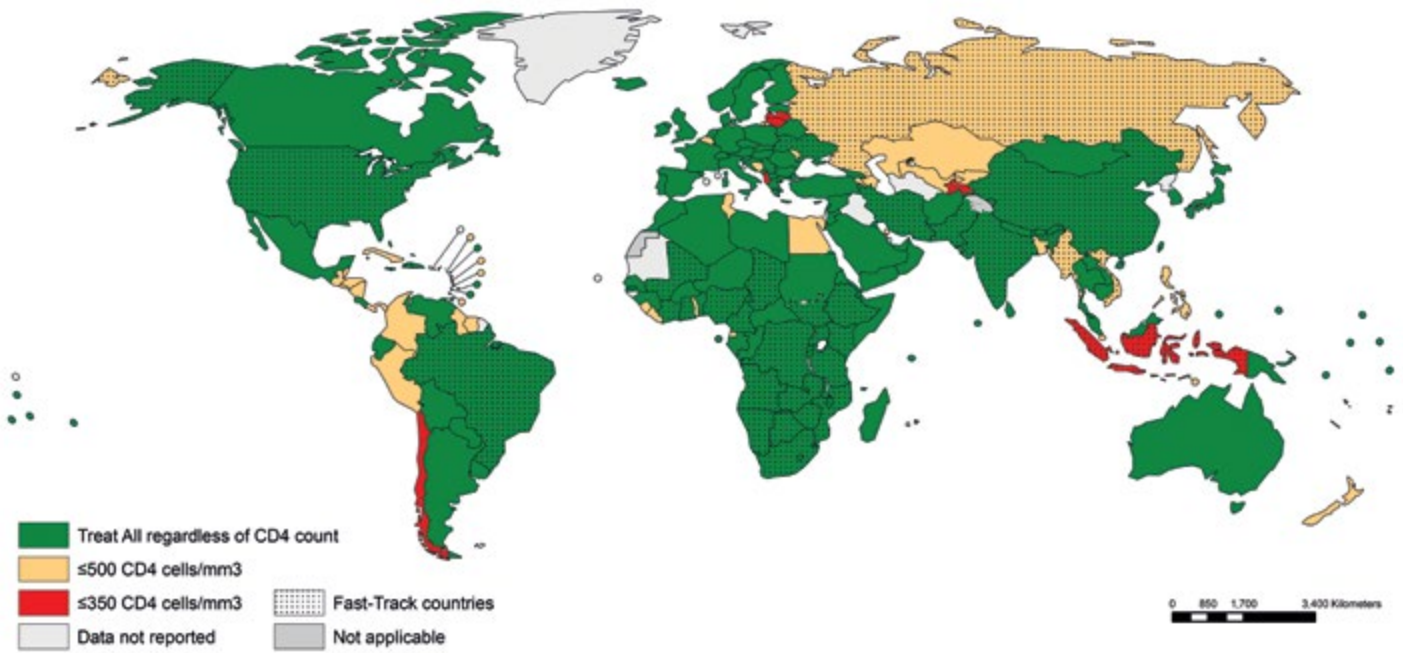 Treat All regardless of CD4 count
≤500 CD4 cells/mm3
≤350 CD4 cells/mm3
Fast-Track countries
Data not reported
Not applicable
0 850 1,700 3,400 Kilometers